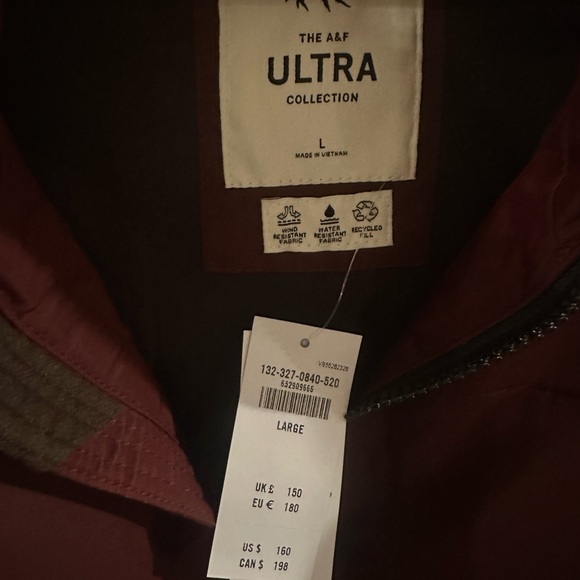 THE A&F
ULTRA
COLLECTION
L
MADE IN VIETNAM
WIND RESISTANT FABRIC
WATER RESISTANT FABRIC
RECYCLED FILL
132-327-0840-520
LARGE
UK £ 150
EU € 180
US $ 160
CAN $ 198